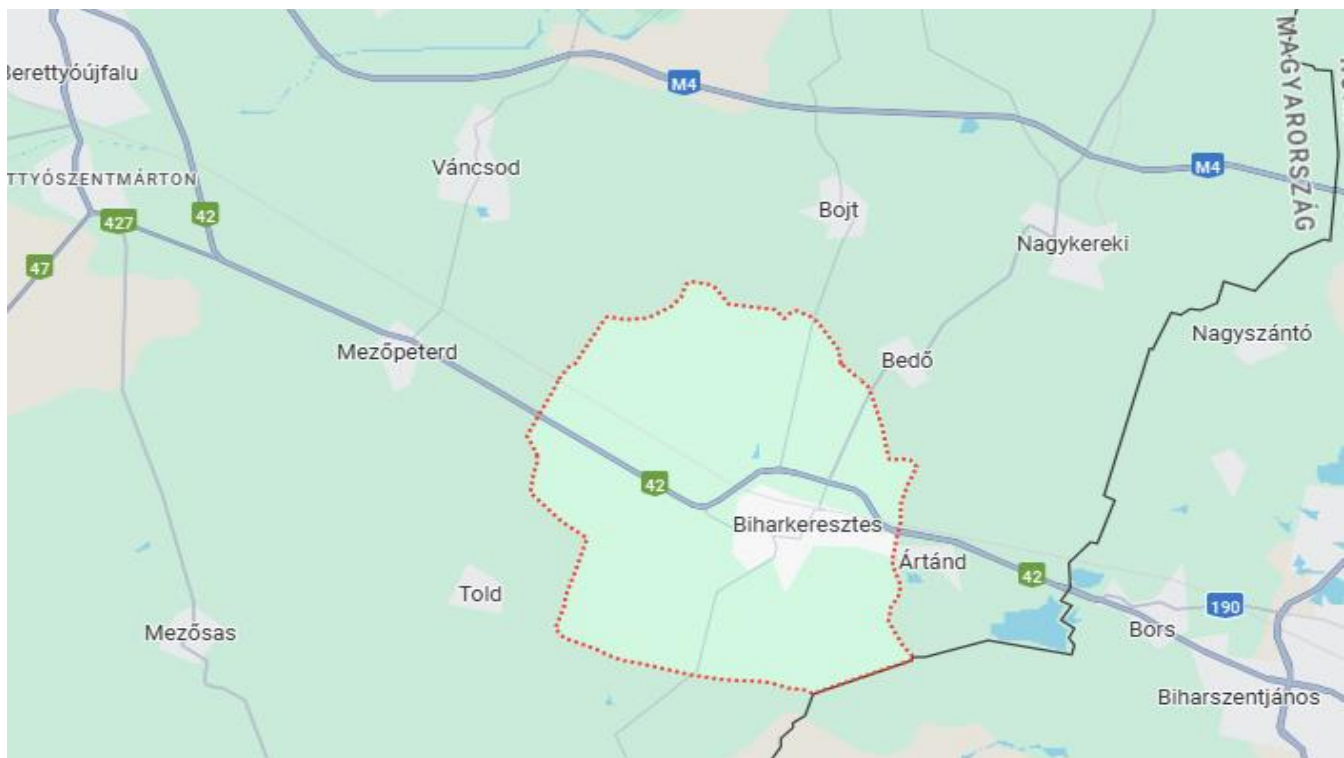 Berettyóújfalu
M4
MAGYARORSZÁG
Váncsod
M4
TTYÓSZENTMÁRTON
427
42
Bojt
Nagykereki
47
Mezőpeterd
Bedő
Nagyszántó
42
Biharkeresztes
Ártánd
42
Told
190
Mezősas
Bors
Biharszentjános